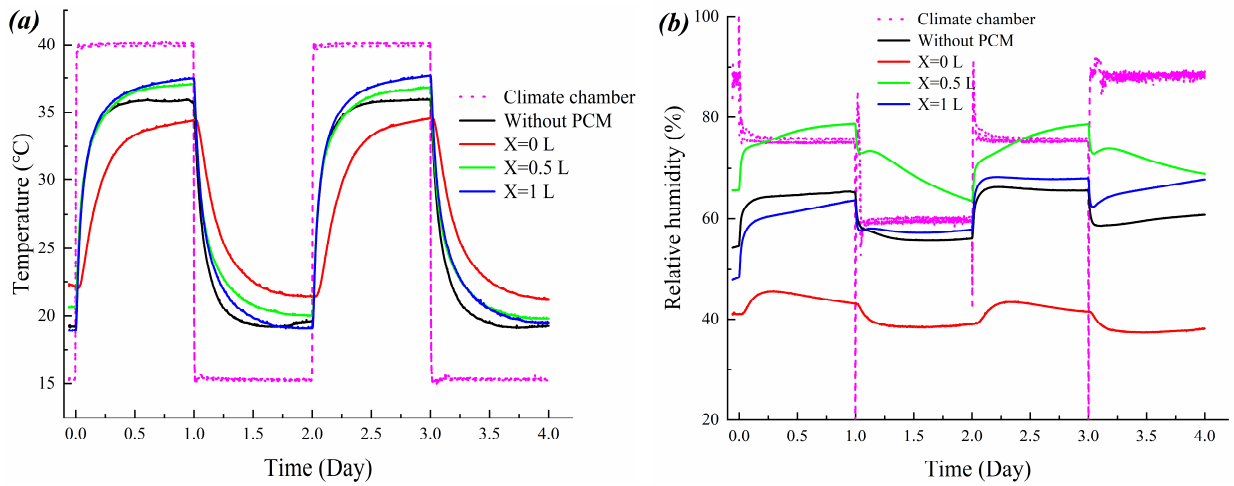 (a)
40
35
30
25
20
15
Temperature (℃)
Climate chamber
Without PCM
X=0 L
X=0.5 L
X=1 L
0.0 0.5 1.0 1.5 2.0 2.5 3.0 3.5 4.0
Time (Day)
(b)
100
80
60
40
20
Relative humidity (%)
Climate chamber
Without PCM
X=0 L
X=0.5 L
X=1 L
0.0 0.5 1.0 1.5 2.0 2.5 3.0 3.5 4.0
Time (Day)